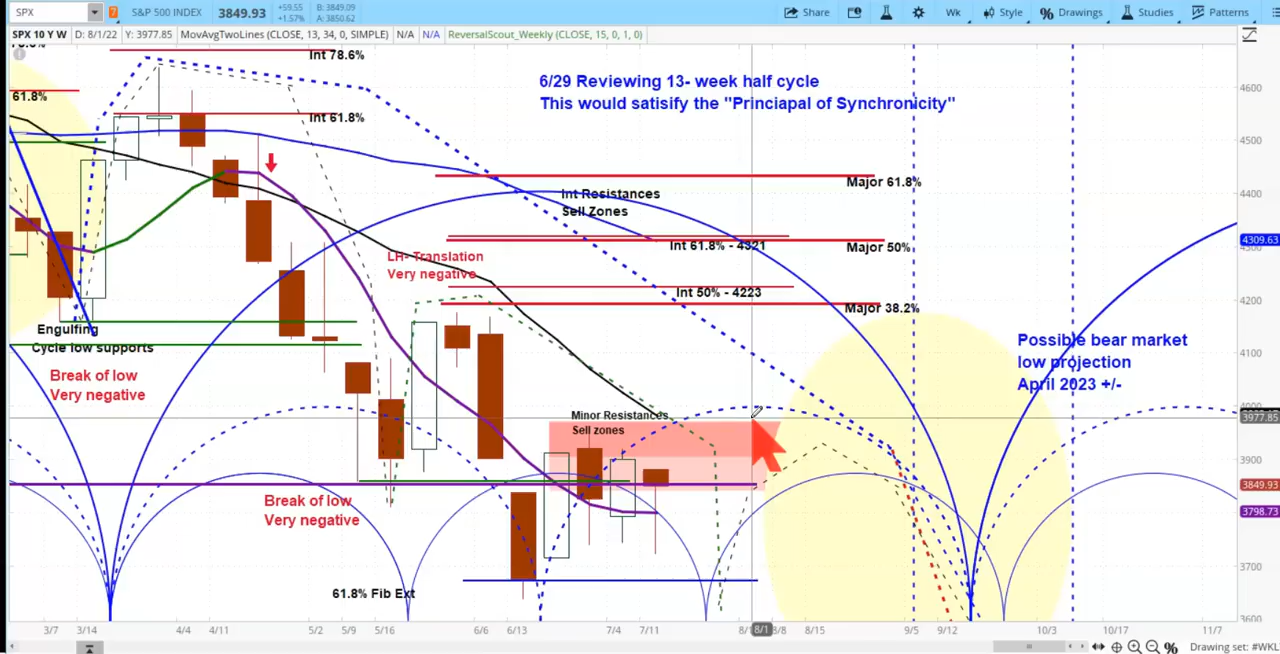 SPX 7 S&P 500 INDEX 3849.93 +59.55 B: 3849.09
+1.57% A: 3850.62
Share Wk Style Drawings Studies Patterns
SPX 10 Y W D: 8/1/22 Y: 3977.85 MovAvgTwoLines (CLOSE, 13, 34, 0, SIMPLE) N/A N/A ReversalScout_Weekly (CLOSE, 15, 0, 1, 0)
Int 78.6%
61.8%
Int 61.8%
6/29 Reviewing 13- week half cycle
This would satisify the "Princiapal of Synchronicity"
Major 61.8%
Int Resistances
Sell Zones
Int 61.8% - 4321
Major 50%
LH- Translation
Very negative
Int 50% - 4223
Major 38.2%
Engulfing
Cycle low supports
Break of low
Very negative
Possible bear market
low projection
April 2023 +/-
Minor Resistances
Sell zones
Break of low
Very negative
61.8% Fib Ext
4600
4500
4400
4309.63
4200
4100
4000
3977.85
3900
3849.93
3798.73
3700
3600
3/7 3/14 4/4 4/11 5/2 5/9 5/16 6/6 6/13 7/4 7/11 8/1 8/8 8/15 9/5 9/12 10/3 10/17 11/7
Drawing set: #WKL